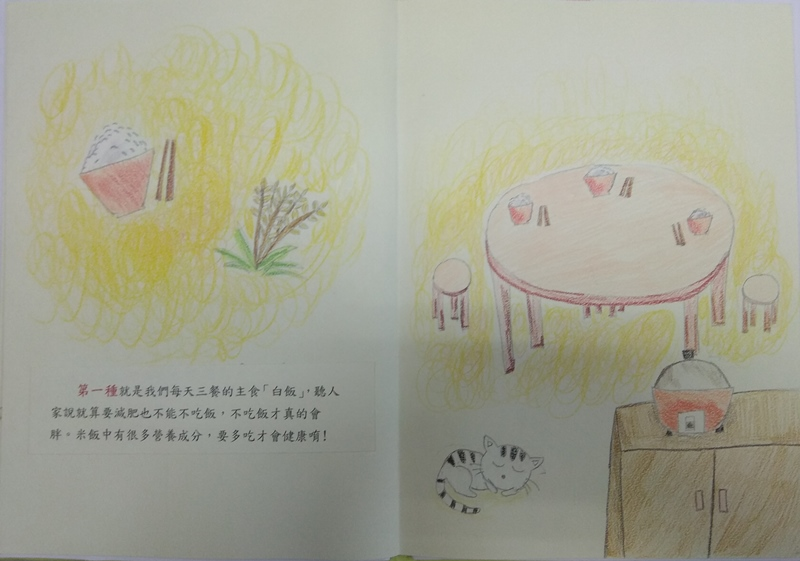 第一種就是我們每天三餐的主食「白飯」，聽人
家說就算要減肥也不能不吃飯，不吃飯才真的會
胖。米飯中有很多營養成分，要多吃才會健康唷！